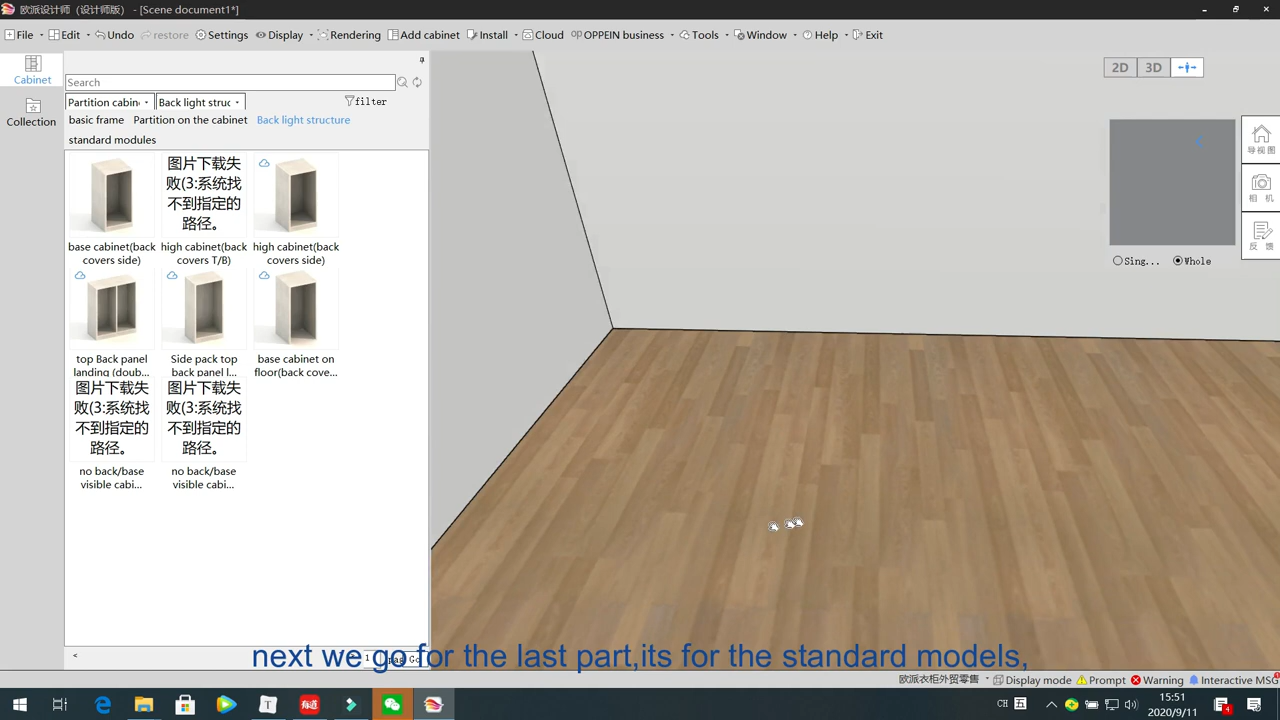 欧派设计师（设计师版） - [Scene document1*]
File Edit Undo restore Settings Display Rendering Add cabinet Install Cloud OPPEIN business Tools Window Help Exit
Cabinet
Collection
Search
Partition cabin Back light struc filter
basic frame Partition on the cabinet Back light structure
standard modules
图片下载失败(3:系统找不到指定的路径。
base cabinet(back covers side)
high cabinet(back covers T/B)
high cabinet(back covers side)
top Back panel landing (doub...
Side pack top back panel l...
base cabinet on floor(back cove...
图片下载失败(3:系统找不到指定的路径。
图片下载失败(3:系统找不到指定的路径。
no back/base visible cabi...
no back/base visible cabi...
2D 3D
导视图
相 机
反 馈
Sing... Whole
next we go for the last part,its for the standard models,
欧派衣柜外贸零售 Display mode Prompt Warning Interactive MSG
CH 五 15:51
2020/9/11